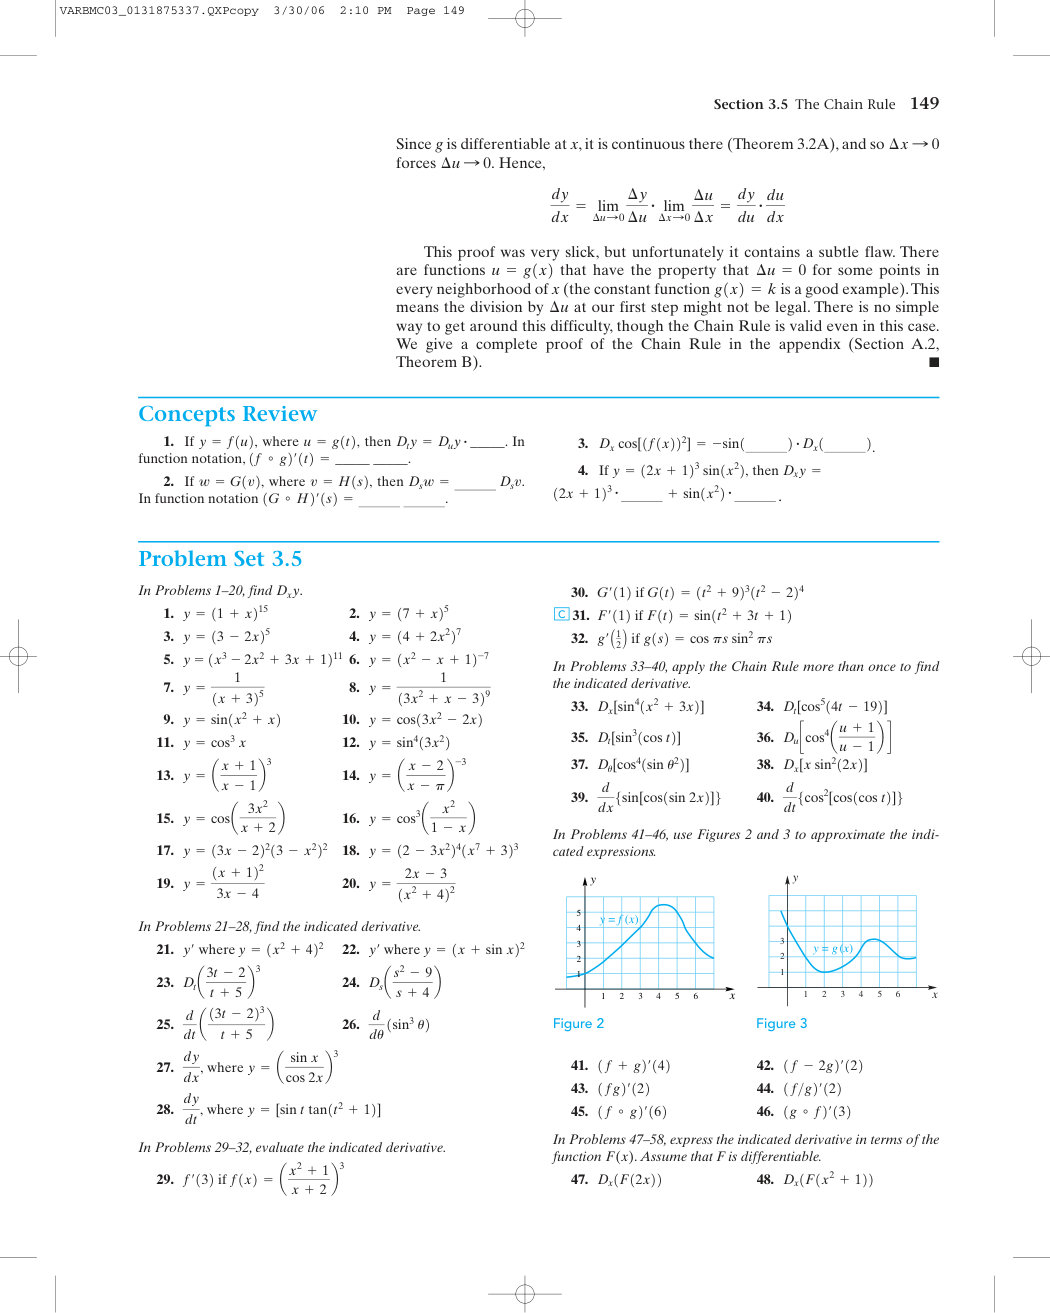 VARBMC03_0131875337.QXPcopy 3/30/06 2:10 PM Page 149
Section 3.5 The Chain Rule 149
Since g is differentiable at x, it is continuous there (Theorem 3.2A), and so Δx → 0
forces Δu → 0. Hence,
dy/dx = lim_{Δu→0} Δy/Δu · lim_{Δx→0} Δu/Δx = dy/du · du/dx
This proof was very slick, but unfortunately it contains a subtle flaw. There
are functions u = g(x) that have the property that Δu = 0 for some points in
every neighborhood of x (the constant function g(x) = k is a good example). This
means the division by Δu at our first step might not be legal. There is no simple
way to get around this difficulty, though the Chain Rule is valid even in this case.
We give a complete proof of the Chain Rule in the appendix (Section A.2,
Theorem B). ■
Concepts Review
1. If y = f(u), where u = g(t), then D_t y = D_u y · _____. In
function notation, (f ∘ g)′(t) = _____ _____.
2. If w = G(v), where v = H(s), then D_s w = _____ D_s v.
In function notation (G ∘ H)′(s) = _____ _____.
3. D_x cos[(f(x))²] = −sin(_____) · D_x(_____).
4. If y = (2x + 1)³ sin(x²), then D_x y =
(2x + 1)³ · _____ + sin(x²) · _____.
Problem Set 3.5
In Problems 1–20, find D_x y.
1. y = (1 + x)¹⁵ 2. y = (7 + x)⁵
3. y = (3 − 2x)⁵ 4. y = (4 + 2x²)⁷
5. y = (x³ − 2x² + 3x + 1)¹¹ 6. y = (x² − x + 1)⁻⁷
7. y = 1/(x + 3)⁵ 8. y = 1/(3x² + x − 3)⁹
9. y = sin(x² + x) 10. y = cos(3x² − 2x)
11. y = cos³ x 12. y = sin⁴(3x²)
13. y = ((x + 1)/(x − 1))³ 14. y = ((x − 2)/(x − π))⁻³
15. y = cos(3x²/(x + 2)) 16. y = cos³(x²/(1 − x))
17. y = (3x − 2)²(3 − x²)² 18. y = (2 − 3x²)⁴(x⁷ + 3)³
19. y = (x + 1)²/(3x − 4) 20. y = (2x − 3)/(x² + 4)²
In Problems 21–28, find the indicated derivative.
21. y′ where y = (x² + 4)² 22. y′ where y = (x + sin x)²
23. D_t((3t − 2)/(t + 5))³ 24. D_s((s² − 9)/(s + 4))
25. d/dt ((3t − 2)³/(t + 5)) 26. d/dθ (sin³ θ)
27. dy/dx, where y = (sin x/cos 2x)³
28. dy/dt, where y = [sin t tan(t² + 1)]
In Problems 29–32, evaluate the indicated derivative.
29. f′(3) if f(x) = ((x² + 1)/(x + 2))³
30. G′(1) if G(t) = (t² + 9)³(t² − 2)⁴
C 31. F′(1) if F(t) = sin(t² + 3t + 1)
32. g′(1/2) if g(s) = cos πs sin² πs
In Problems 33–40, apply the Chain Rule more than once to find
the indicated derivative.
33. D_x[sin⁴(x² + 3x)] 34. D_t[cos⁵(4t − 19)]
35. D_t[sin³(cos t)] 36. D_u[cos⁴((u + 1)/(u − 1))]
37. D_θ[cos⁴(sin θ²)] 38. D_x[x sin²(2x)]
39. d/dx {sin[cos(sin 2x)]} 40. d/dt {cos²[cos(cos t)]}
In Problems 41–46, use Figures 2 and 3 to approximate the indi-
cated expressions.
y
5
y = f(x)
4
3
2
1
1 2 3 4 5 6 x
Figure 2
y
3
y = g(x)
2
1
1 2 3 4 5 6 x
Figure 3
41. (f + g)′(4) 42. (f − 2g)′(2)
43. (fg)′(2) 44. (f/g)′(2)
45. (f ∘ g)′(6) 46. (g ∘ f)′(3)
In Problems 47–58, express the indicated derivative in terms of the
function F(x). Assume that F is differentiable.
47. D_x(F(2x)) 48. D_x(F(x² + 1))